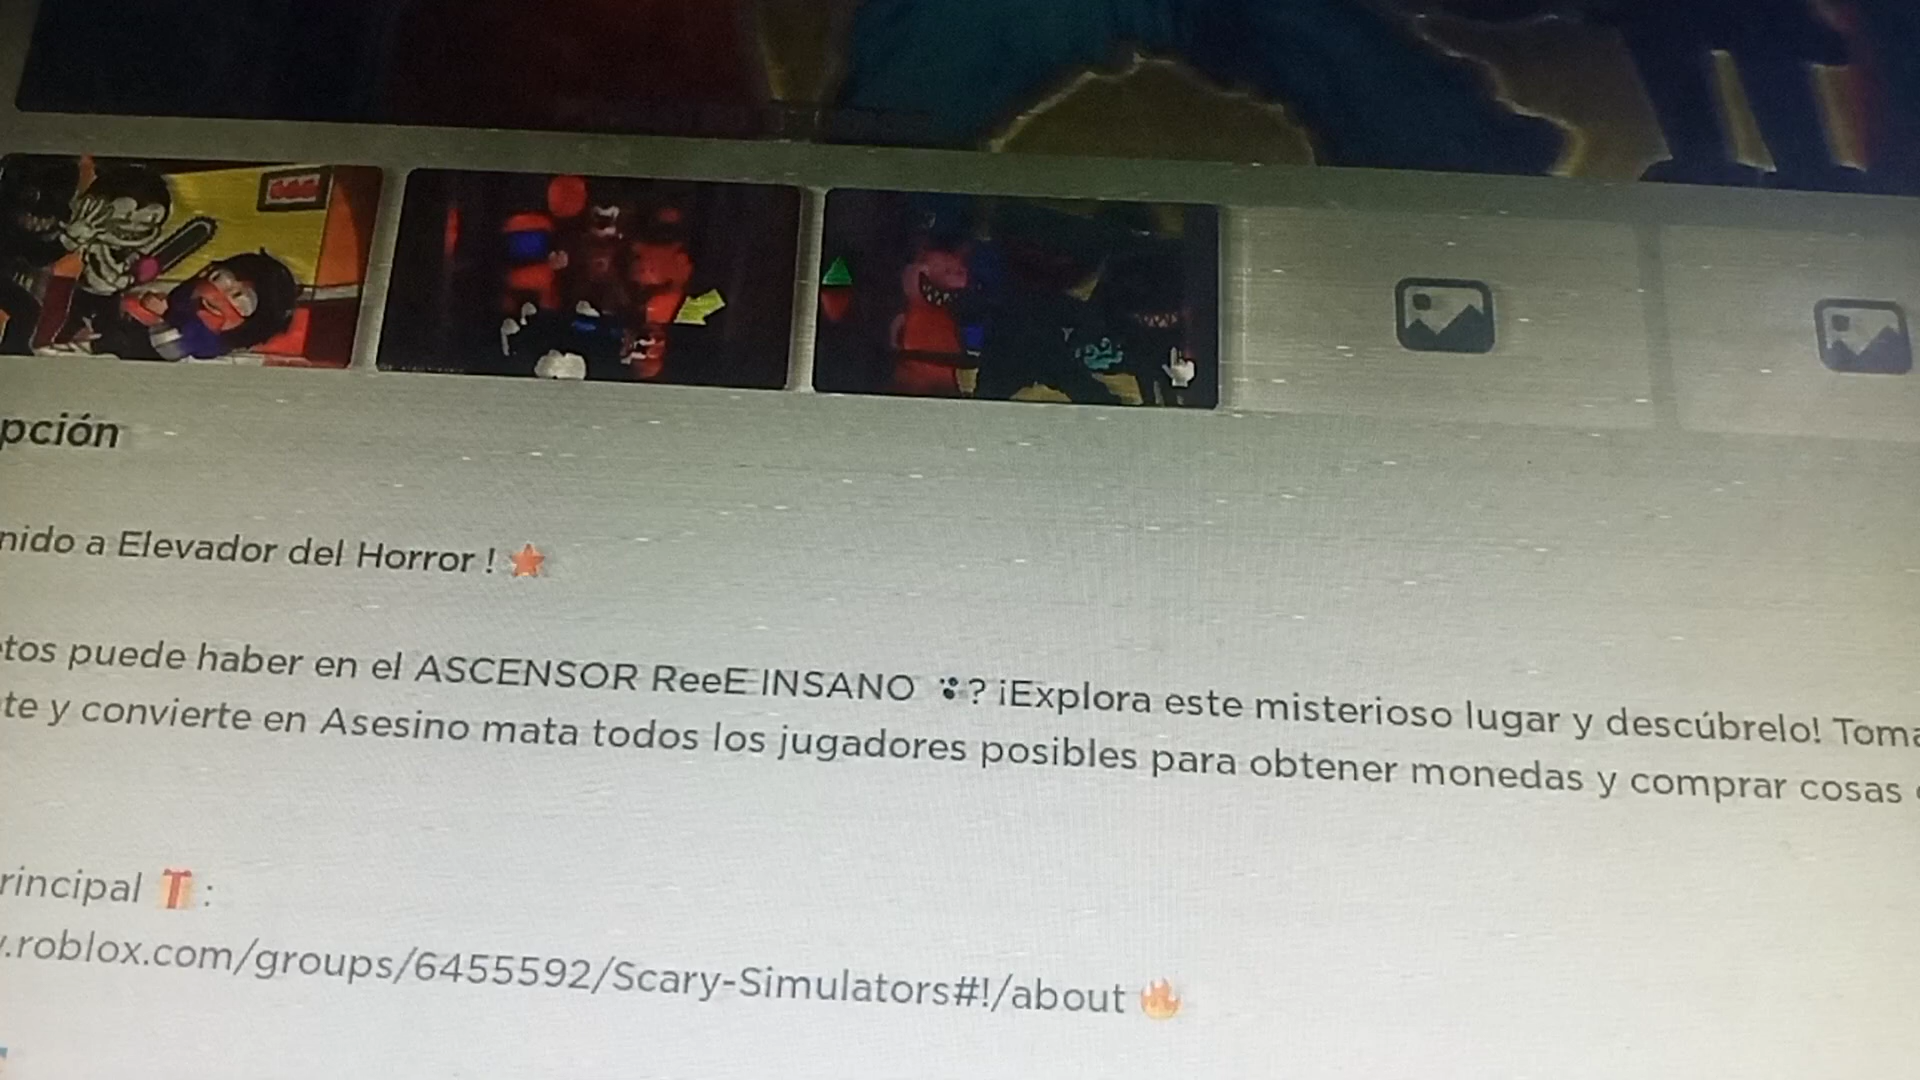 pción
nido a Elevador del Horror !
tos puede haber en el ASCENSOR ReeE INSANO ? ¡Explora este misterioso lugar y descúbrelo! Toma
te y convierte en Asesino mata todos los jugadores posibles para obtener monedas y comprar cosas
rincipal :
.roblox.com/groups/6455592/Scary-Simulators#!/about